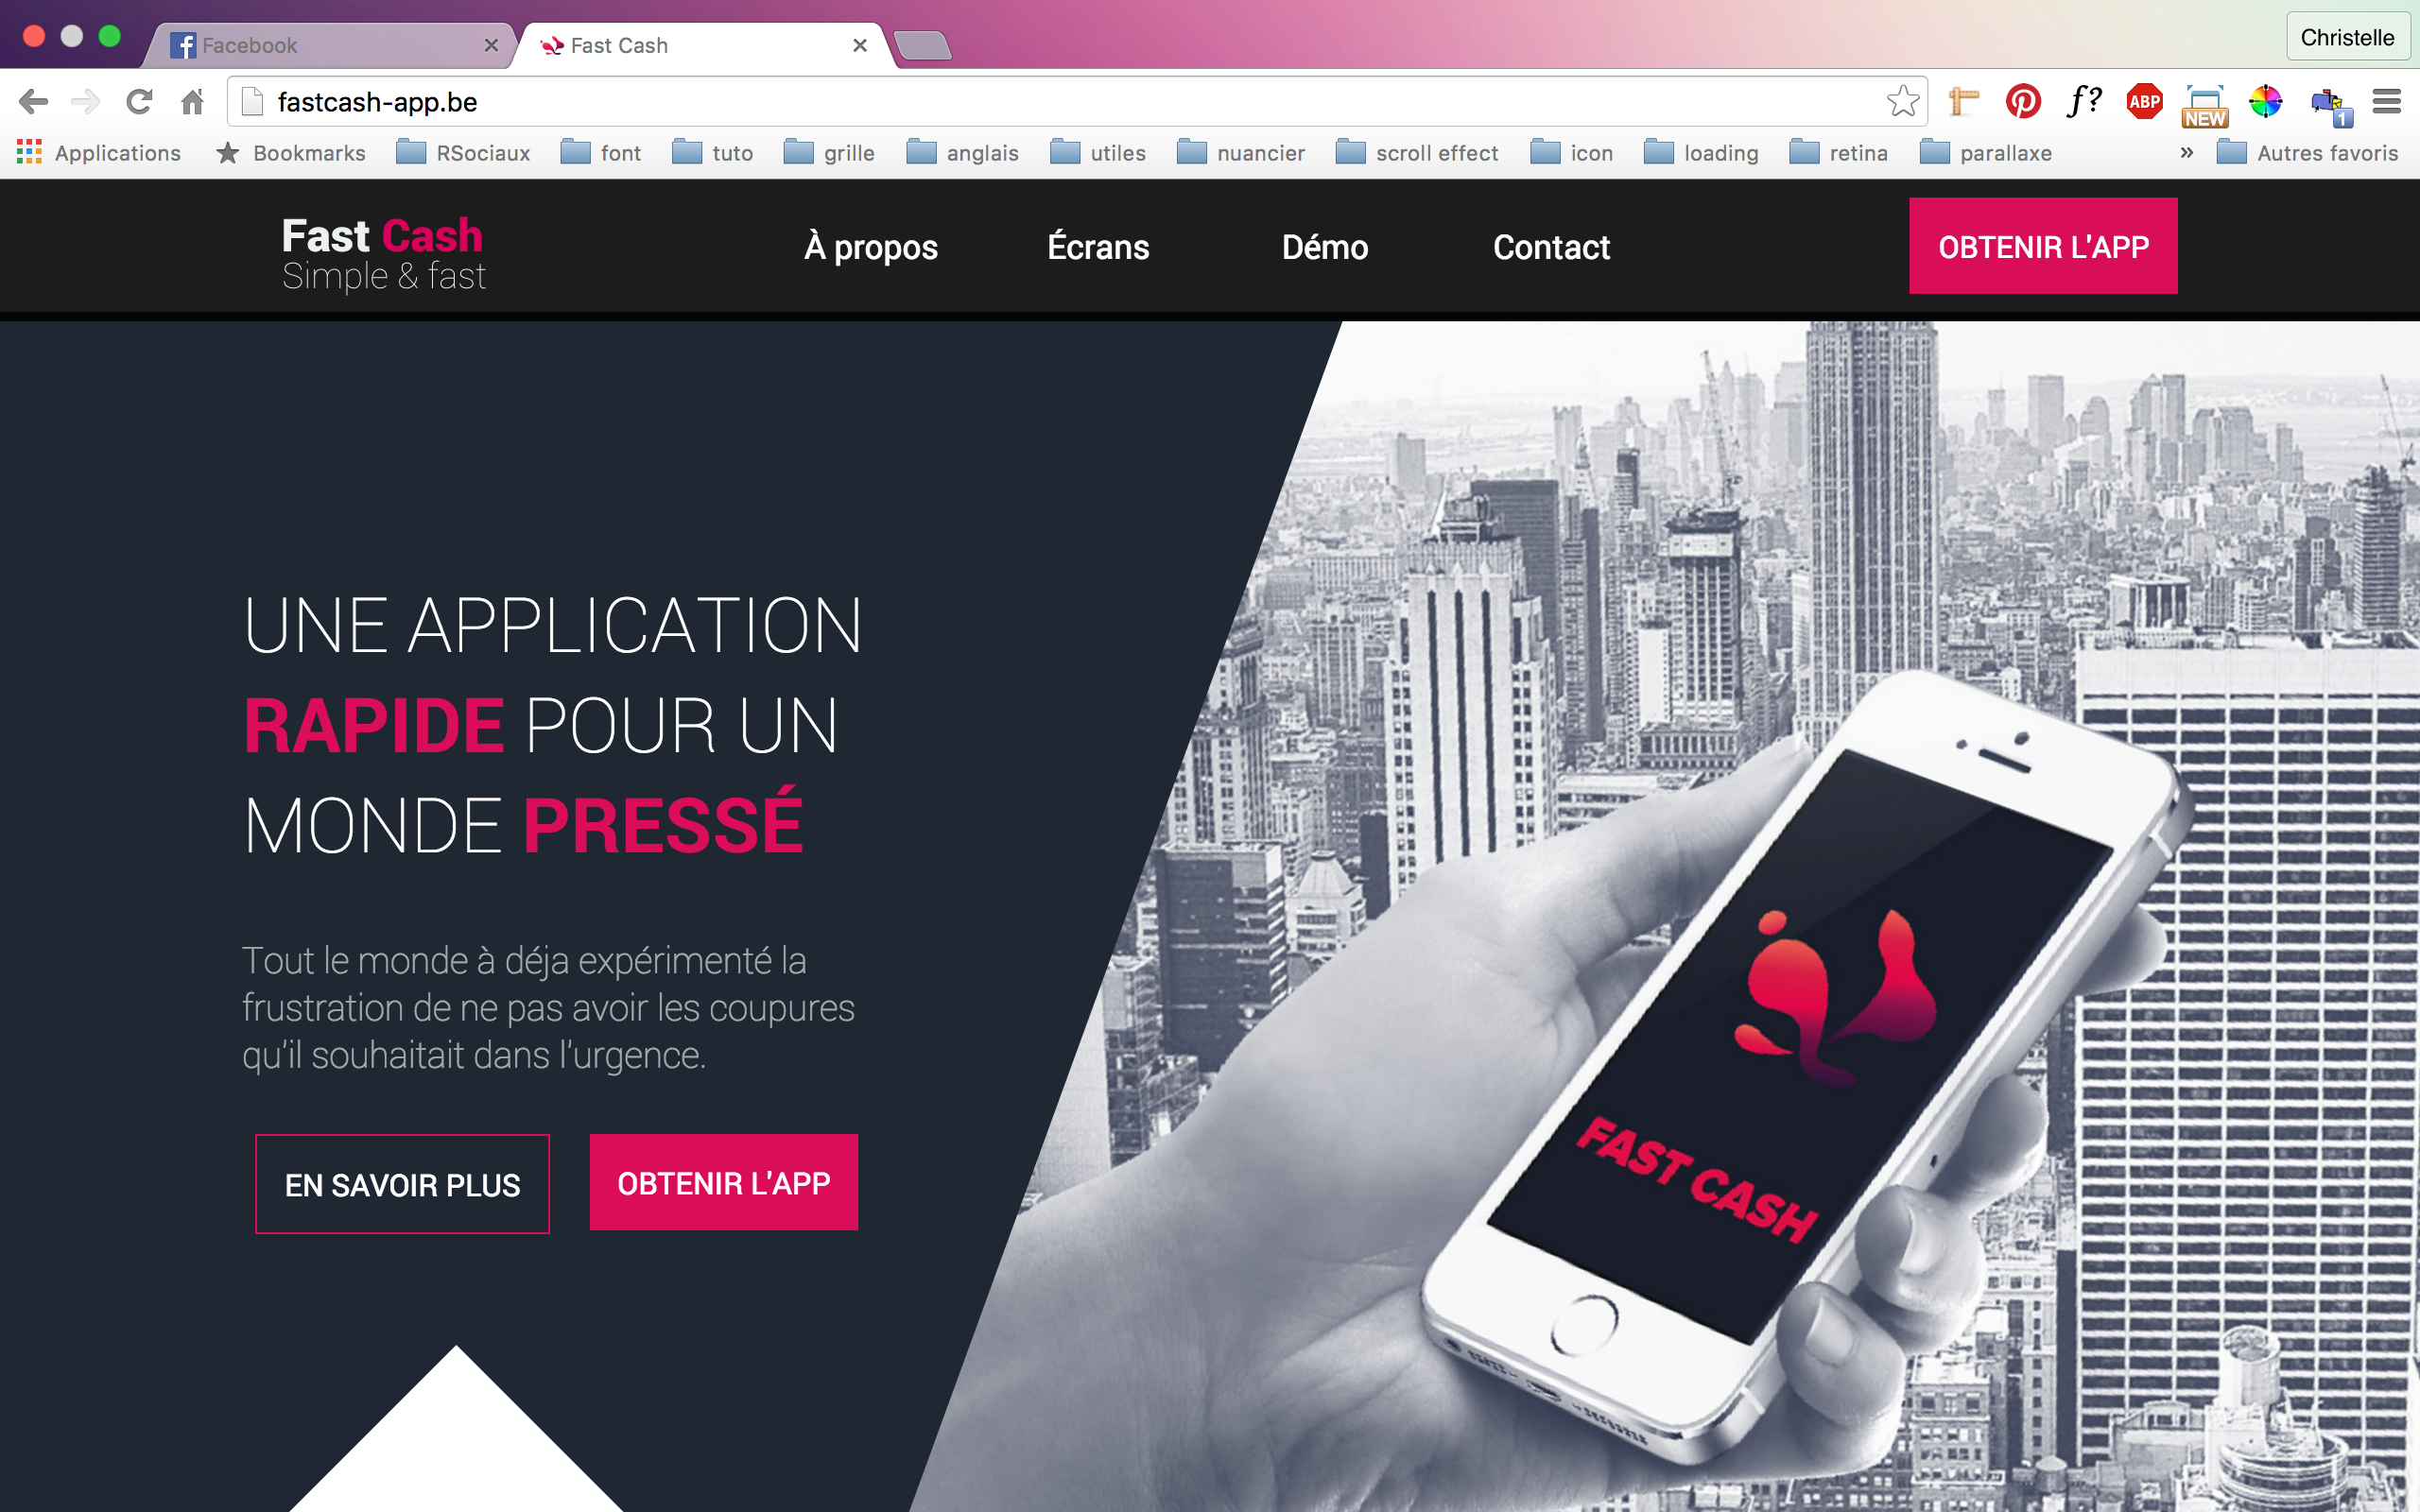 Facebook
Fast Cash
Christelle
fastcash-app.be
f?
ABP
NEW
1
Applications
Bookmarks
RSociaux
font
tuto
grille
anglais
utiles
nuancier
scroll effect
icon
loading
retina
parallaxe
»
Autres favoris
Fast Cash
Simple & fast
À propos
Écrans
Démo
Contact
OBTENIR L'APP
UNE APPLICATION
RAPIDE POUR UN
MONDE PRESSÉ
Tout le monde à déja expérimenté la
frustration de ne pas avoir les coupures
qu'il souhaitait dans l'urgence.
EN SAVOIR PLUS
OBTENIR L'APP
FAST CASH